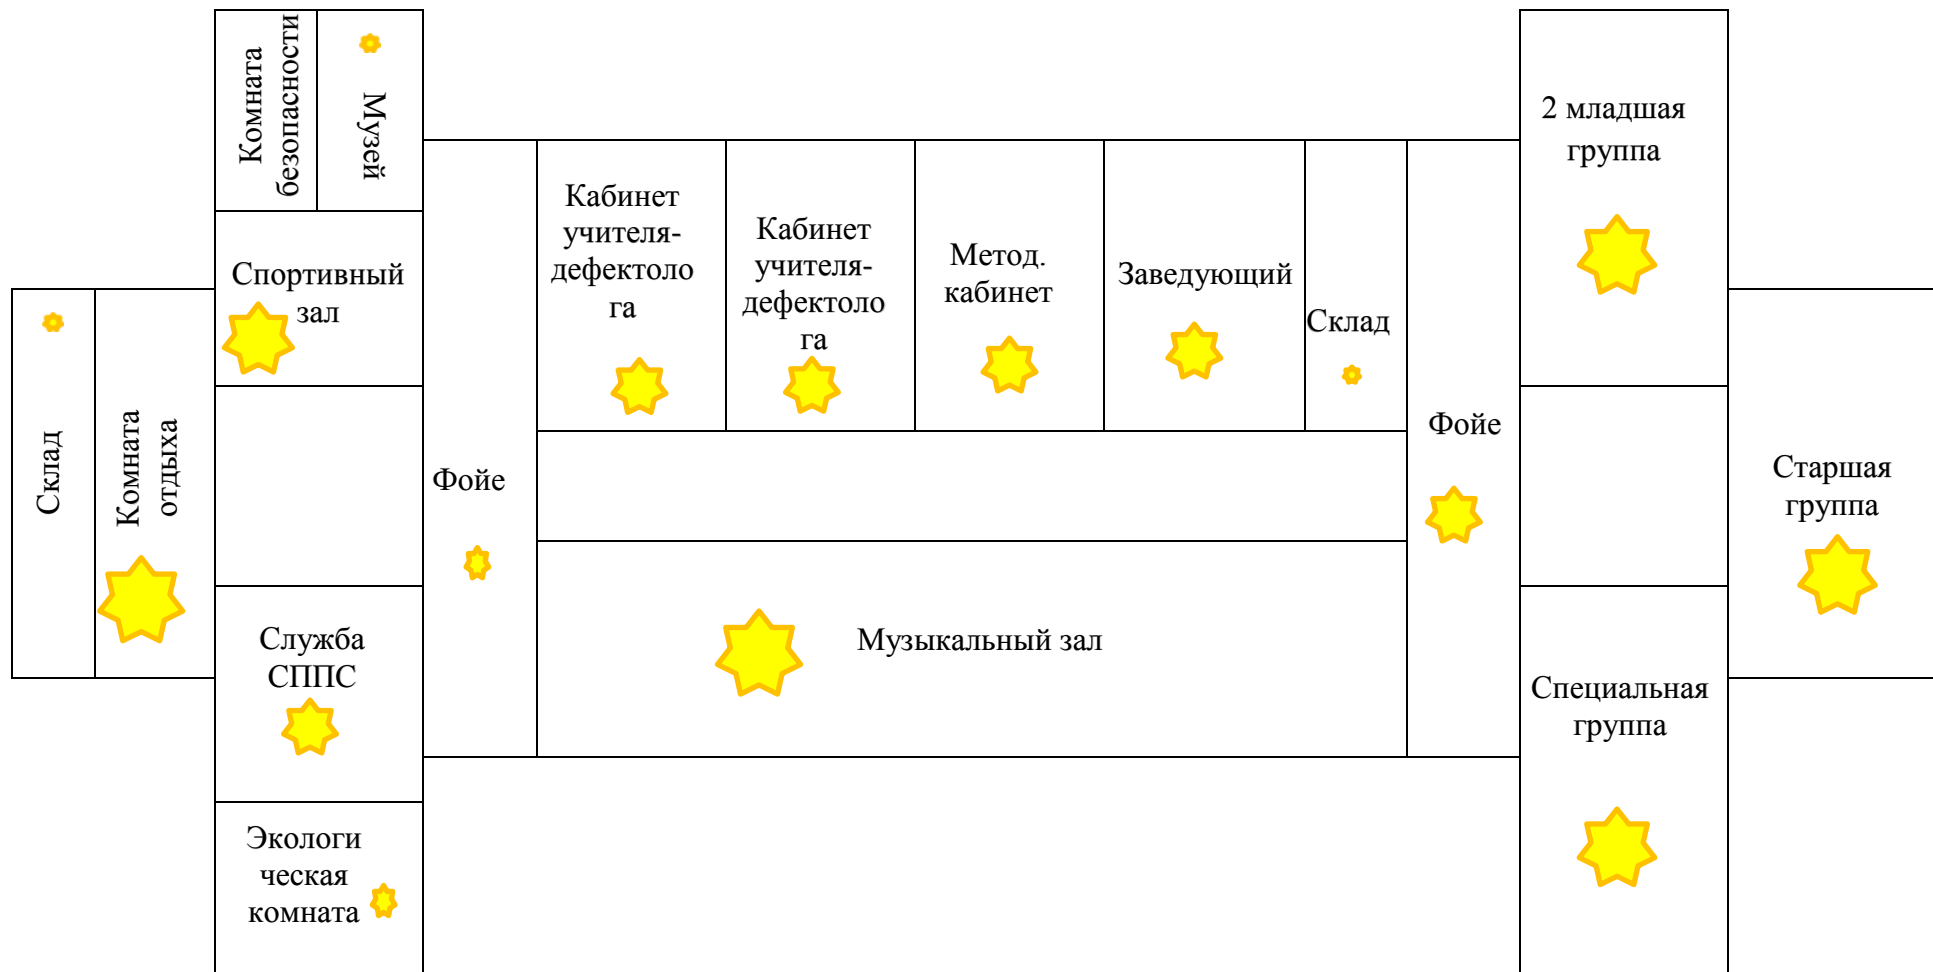 Комната
безопасности
Музей
2 младшая
группа
Кабинет
учителя-
дефектоло
га
Кабинет
учителя-
дефектоло
га
Метод.
кабинет
Заведующий
Склад
Спортивный
зал
Склад
Комната
отдыха
Фойе
Фойе
Старшая
группа
Служба
СППС
Музыкальный зал
Специальная
группа
Экологи
ческая
комната